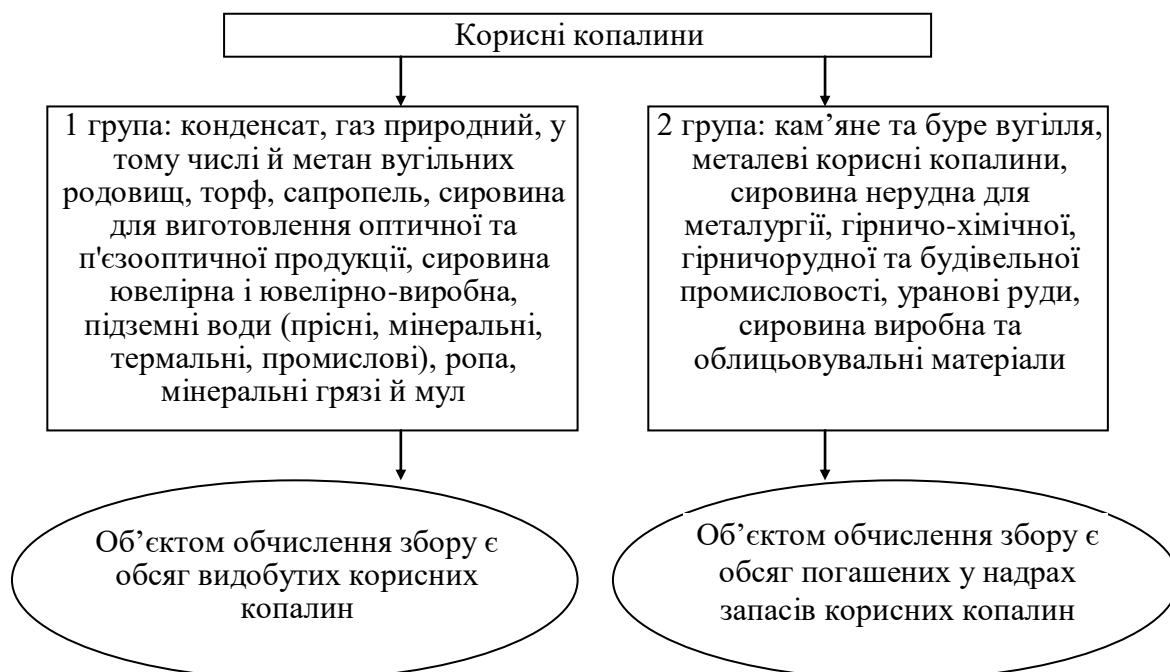 Корисні копалини
1 група: конденсат, газ природний, у
тому числі й метан вугільних
родовищ, торф, сапропель, сировина
для виготовлення оптичної та
п'єзооптичної продукції, сировина
ювелірна і ювелірно-виробна,
підземні води (прісні, мінеральні,
термальні, промислові), ропа,
мінеральні грязі й мул
2 група: кам’яне та буре вугілля,
металеві корисні копалини,
сировина нерудна для
металургії, гірничо-хімічної,
гірничорудної та будівельної
промисловості, уранові руди,
сировина виробна та
облицьовувальні матеріали
Об’єктом обчислення збору є
обсяг видобутих корисних
копалин
Об’єктом обчислення збору є
обсяг погашених у надрах
запасів корисних копалин